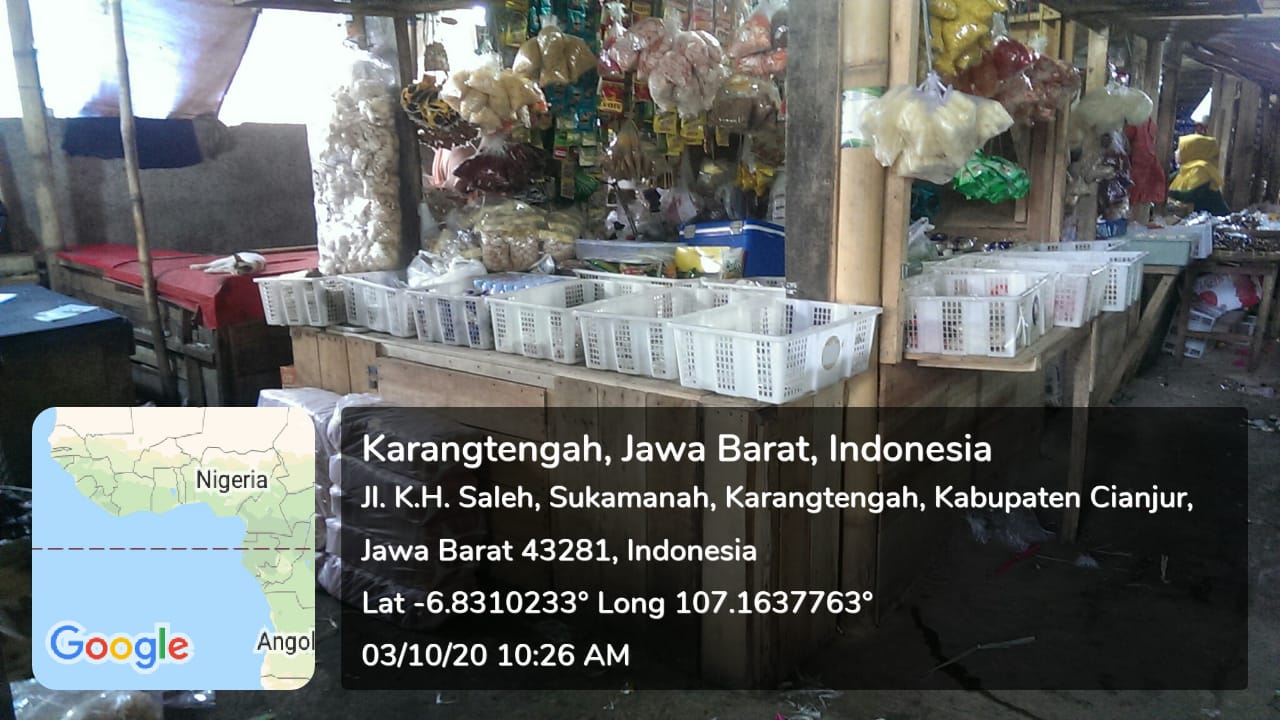 Karangtengah, Jawa Barat, Indonesia
Jl. K.H. Saleh, Sukamanah, Karangtengah, Kabupaten Cianjur,
Jawa Barat 43281, Indonesia
Lat -6.8310233° Long 107.1637763°
03/10/20 10:26 AM
Nigeria
Angol
Google